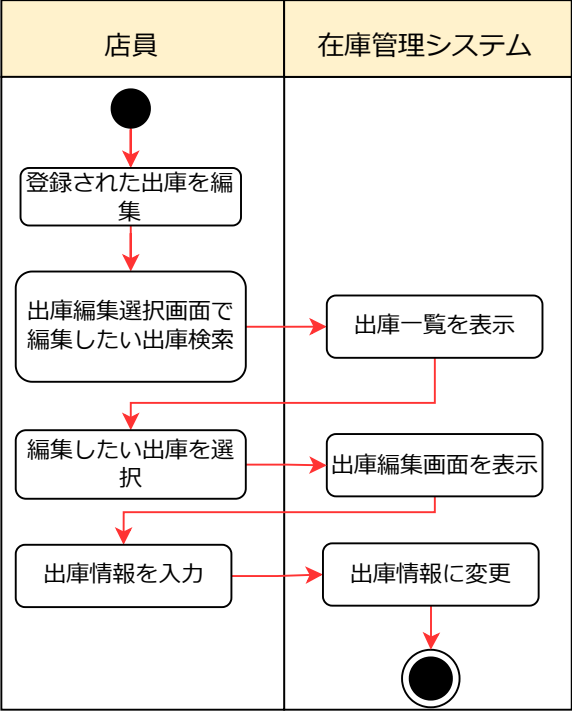 店員
在庫管理システム
登録された出庫を編
集
出庫編集選択画面で
編集したい出庫検索
出庫一覧を表示
編集したい出庫を選
択
出庫編集画面を表示
出庫情報を入力
出庫情報に変更